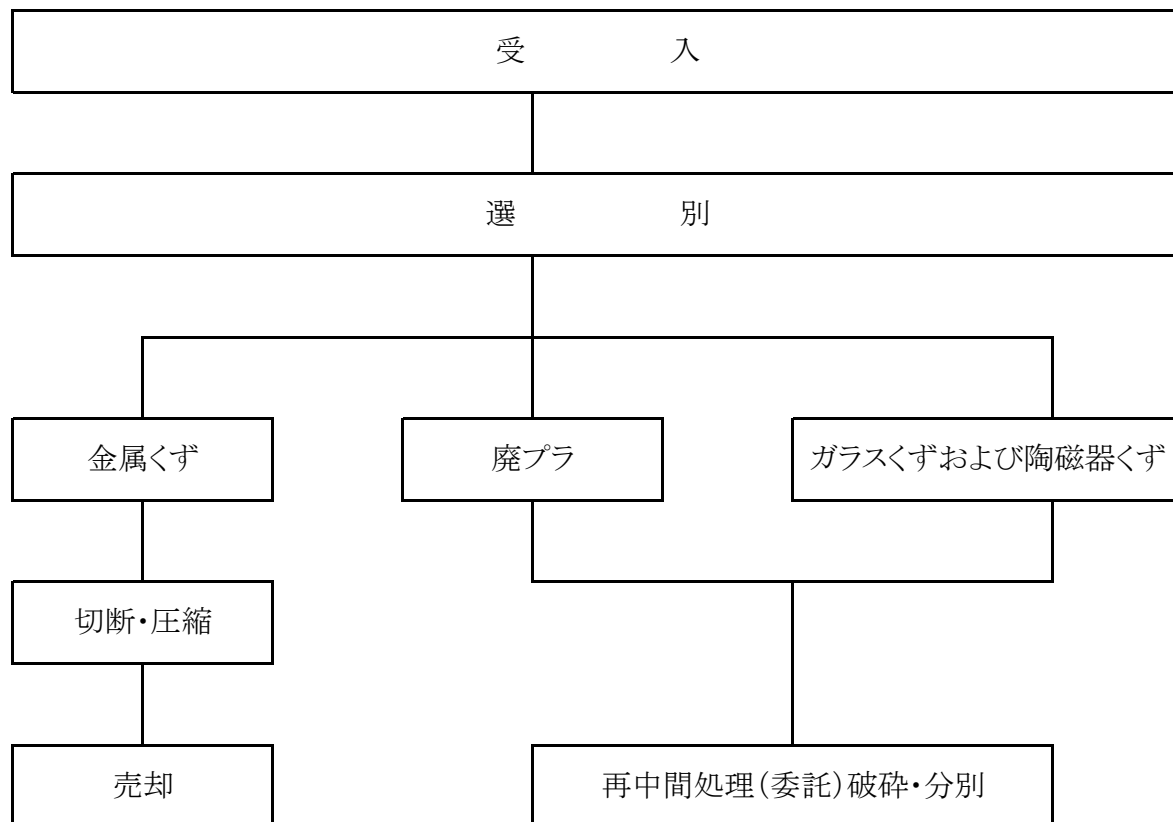 受入
選別
金属くず
廃プラ
ガラスくずおよび陶磁器くず
切断・圧縮
売却
再中間処理(委託)破砕・分別